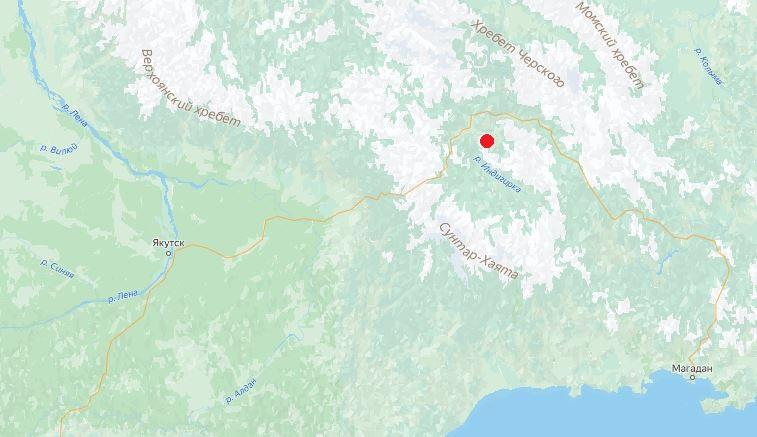 Хребет Черского
Момский хребет
р. Колыма
Верхоянский хребет
р. Лена
р. Вилюй
р. Индигирка
Якутск
Сунтар-Хаята
р. Синяя
р. Лена
Магадан
р. Алдан